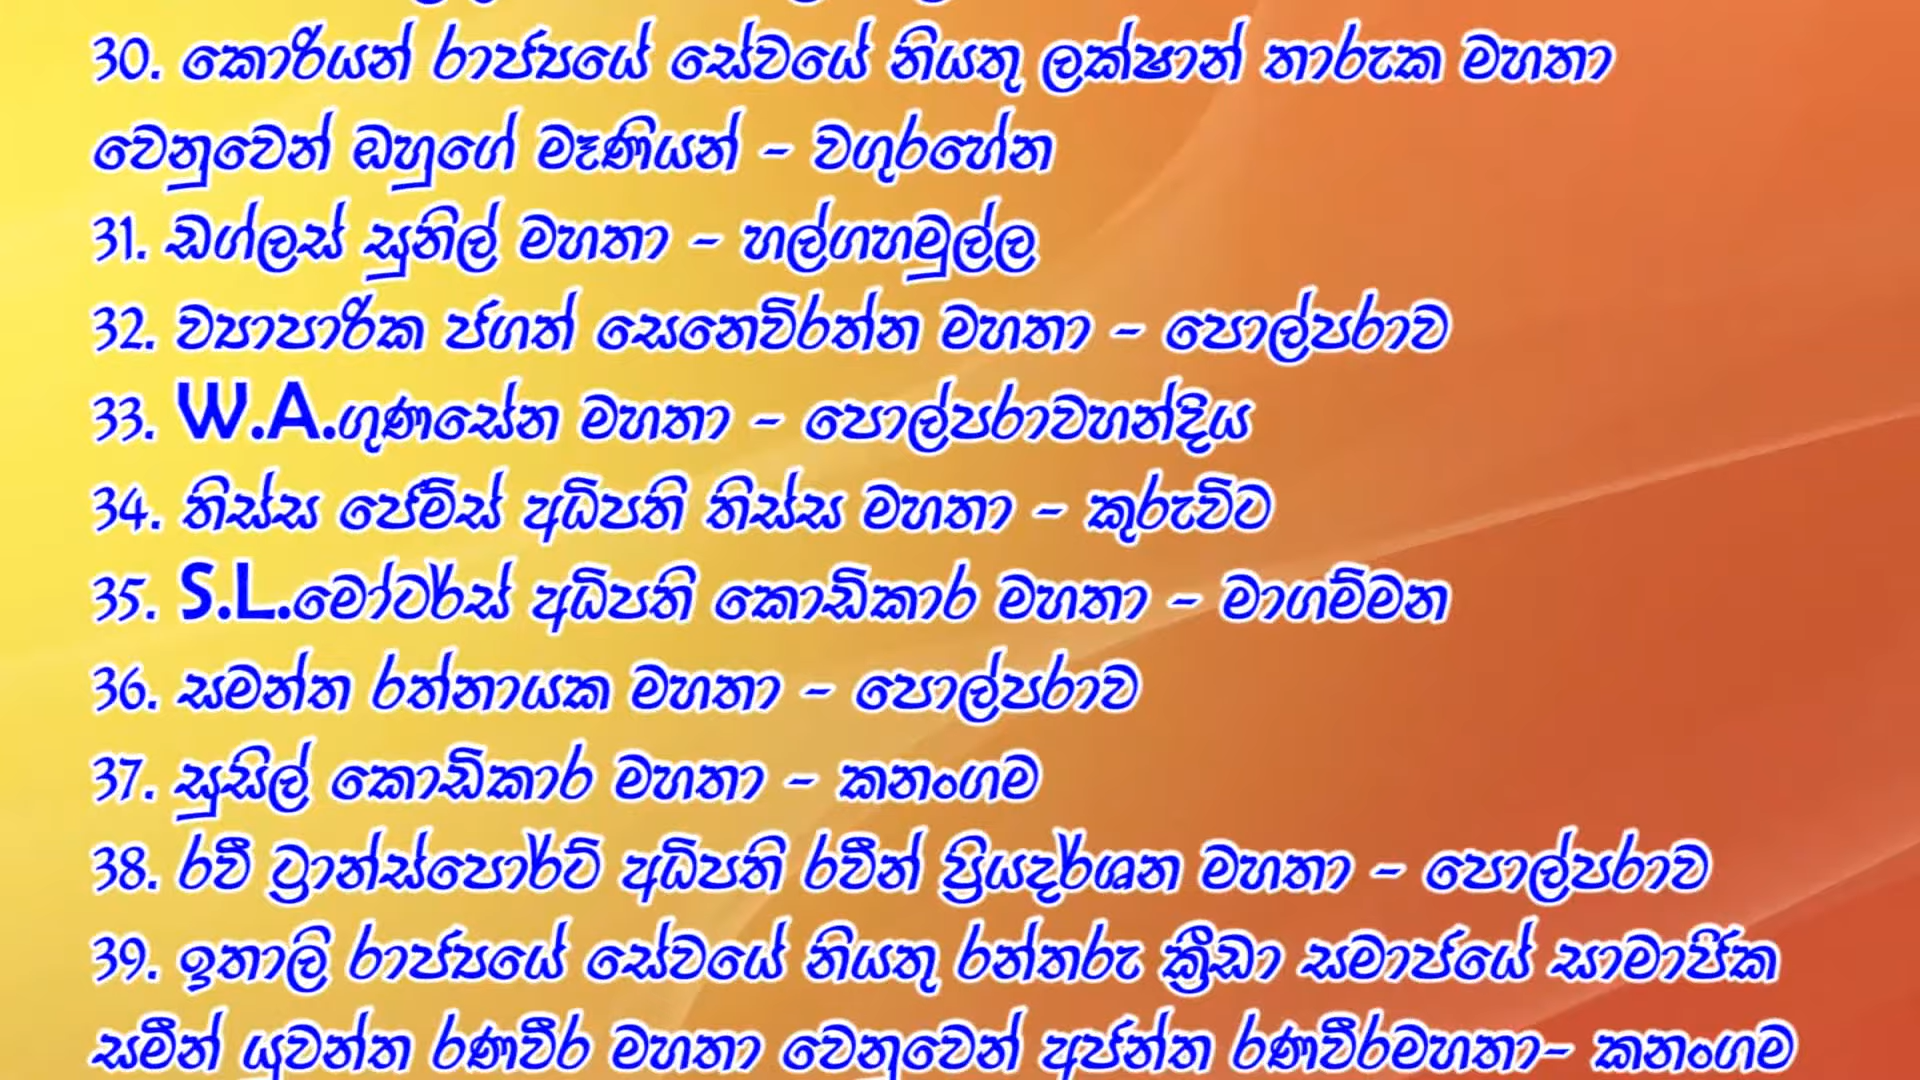 30. කොරියන් රාජ්‍යයේ සේවයේ නියතු ලක්ෂාන් තාරුක මහතා
වෙනුවෙන් ඔහුගේ මෑණියන් - වගුරහේන
31. ඩග්ලස් සුනිල් මහතා - හල්ගහමුල්ල
32. ව්‍යාපාරික ජගත් සෙනෙවිරත්න මහතා - පොල්පරාව
33. W.A.ගුණසේන මහතා - පොල්පරාවහන්දිය
34. තිස්ස ජෙම්ස් අධිපති තිස්ස මහතා - කුරුවිට
35. S.L.මෝටර්ස් අධිපති කොඩිකාර මහතා - මාගම්මන
36. සමන්ත රත්නායක මහතා - පොල්පරාව
37. සුසිල් කොඩිකාර මහතා - කනංගම
38. රවී ට්‍රාන්ස්පොර්ට් අධිපති රවීන් ප්‍රියදර්ශන මහතා - පොල්පරාව
39. ඉතාලි රාජ්‍යයේ සේවයේ නියතු රන්තරු ක්‍රීඩා සමාජයේ සාමාජික
සමීන් යුවන්ත රණවීර මහතා වෙනුවෙන් අජන්ත රණවීරමහතා- කනංගම